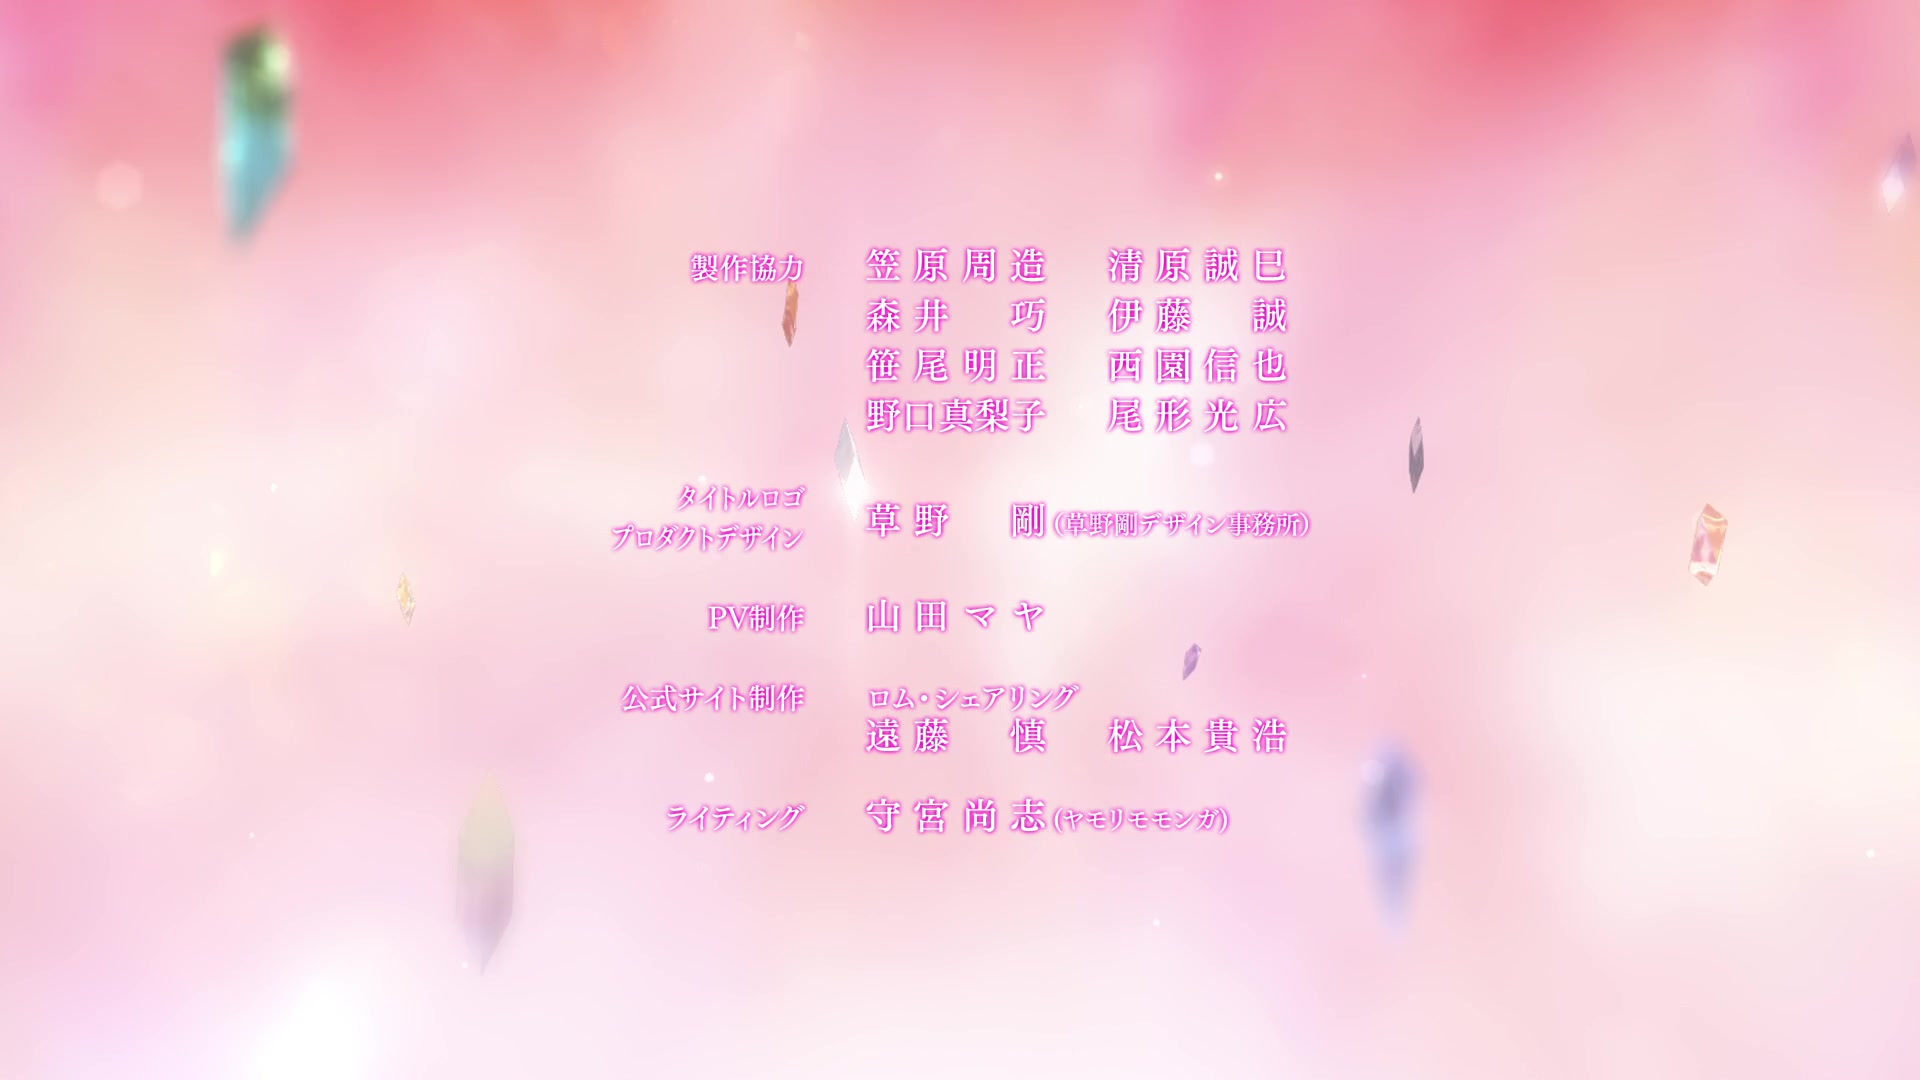 製作協力 笠原周造 清原誠巳
森井 巧 伊藤 誠
笹尾明正 西園信也
野口真梨子 尾形光広
タイトルロゴ
プロダクトデザイン 草野 剛(草野剛デザイン事務所)
PV制作 山田マヤ
公式サイト制作 ロム・シェアリング
遠藤 慎 松本貴浩
ライティング 守宮尚志(ヤモリモモンガ)